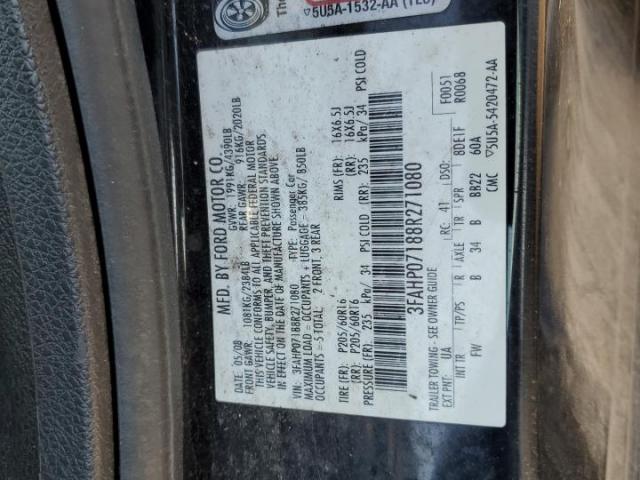 The
5U5A-1532-AA (TEC)
MFD. BY FORD MOTOR CO.
DATE: 05/08 GVWR: 1991KG/4390LB
FRONT GAWR: 1081KG/2384LB REAR GAWR: 916KG/2020LB
THIS VEHICLE CONFORMS TO ALL APPLICABLE FEDERAL MOTOR
VEHICLE SAFETY, BUMPER, AND THEFT PREVENTION STANDARDS
IN EFFECT ON THE DATE OF MANUFACTURE SHOWN ABOVE.
VIN: 3FAHP07188R271080 TYPE: Passenger Car
MAXIMUM LOAD = OCCUPANTS + LUGGAGE = 385KG/ 850LB
OCCUPANTS = 5 TOTAL: 2 FRONT, 3 REAR
TIRE (FR): P205/60R16 RIMS (FR): 16X6.5J
(RR): P205/60R16 (RR): 16X6.5J
PRESSURE (FR) 235 kPa/ 34 PSI COLD (RR) 235 kPa/ 34 PSI COLD
3FAHP07188R271080
F0051
R0068
TRAILER TOWING - SEE OWNER GUIDE
EXT PNT: UA RC: 41 DSO: 8DE1F
INT TR TP/PS R AXLE TR SPR 60A
FW B 34 B BR22
CMC ▽5U5A-5420472-AA